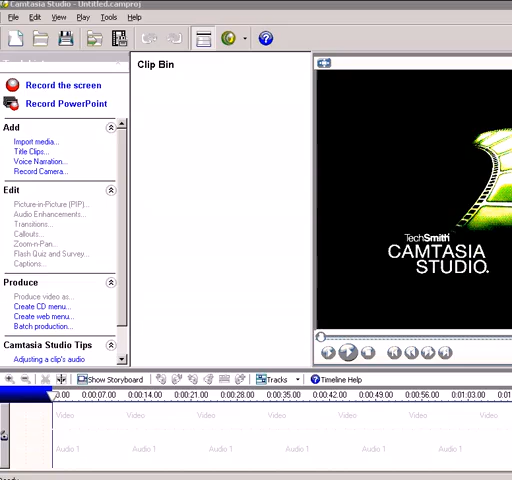 Camtasia Studio - Untitled.camproj
File Edit View Play Tools Help
Record the screen
Record PowerPoint
Add
Import media...
Title Clips...
Voice Narration...
Record Camera...
Edit
Picture-in-Picture (PIP)...
Audio Enhancements...
Transitions...
Callouts...
Zoom-n-Pan...
Flash Quiz and Survey...
Captions...
Produce
Produce video as...
Create CD menu...
Create web menu...
Batch production...
Camtasia Studio Tips
Adjusting a clip's audio
Clip Bin
TechSmith
CAMTASIA
STUDIO.
Show Storyboard Tracks Timeline Help
0:00:07.00 0:00:14.00 0:00:21.00 0:00:28.00 0:00:35.00 0:00:42.00 0:00:49.00 0:00:56.00 0:01:03.00
Video Video Video Video Video Video Video
Audio 1 Audio 1 Audio 1 Audio 1 Audio 1 Audio 1